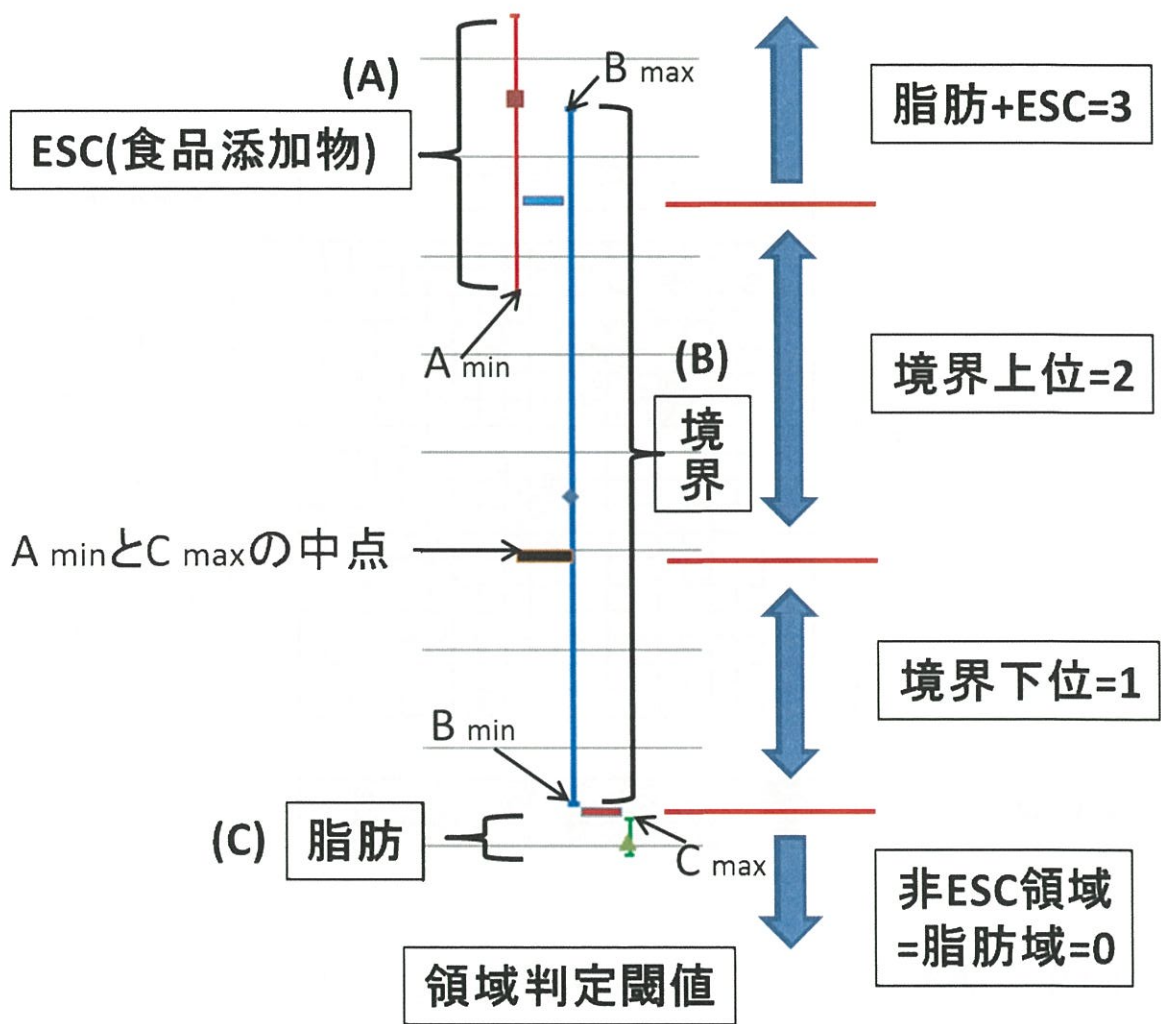 (A)
ESC(食品添加物)
B max
脂肪+ESC=3
A min
(B)
境
界
境界上位=2
A minとC maxの中点
境界下位=1
B min
(C) 脂肪
C max
非ESC領域
=脂肪域=0
領域判定閾値